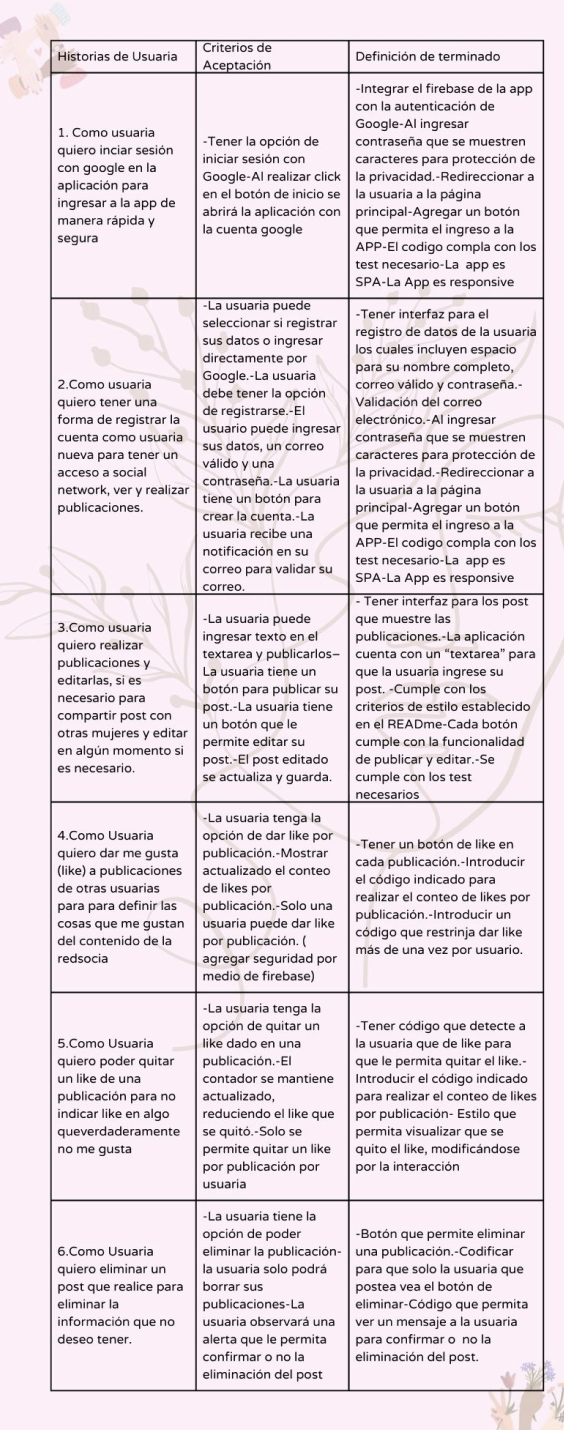 Historias de Usuaria
Criterios de
Aceptación
Definición de terminado
1. Como usuaria
quiero inciar sesión
con google en la
aplicación para
ingresar a la app de
manera rápida y
segura
-Tener la opción de
iniciar sesión con
Google-Al realizar click
en el botón de inicio se
abrirá la aplicación con
la cuenta google
-Integrar el firebase de la app
con la autenticación de
Google-Al ingresar
contraseña que se muestren
caracteres para protección de
la privacidad.-Redireccionar a
la usuaria a la página
principal-Agregar un botón
que permita el ingreso a la
APP-El codigo compla con los
test necesario-La app es
SPA-La App es responsive
2.Como usuaria
quiero tener una
forma de registrar la
cuenta como usuaria
nueva para tener un
acceso a social
network, ver y realizar
publicaciones.
-La usuaria puede
seleccionar si registrar
sus datos o ingresar
directamente por
Google.-La usuaria
debe tener la opción
de registrarse.-El
usuario puede ingresar
sus datos, un correo
válido y una
contraseña.-La usuaria
tiene un botón para
crear la cuenta.-La
usuaria recibe una
notificación en su
correo para validar su
correo.
-Tener interfaz para el
registro de datos de la usuaria
los cuales incluyen espacio
para su nombre completo,
correo válido y contraseña.-
Validación del correo
electrónico.-Al ingresar
contraseña que se muestren
caracteres para protección de
la privacidad.-Redireccionar a
la usuaria a la página
principal-Agregar un botón
que permita el ingreso a la
APP-El codigo compla con los
test necesario-La app es
SPA-La App es responsive
3.Como usuaria
quiero realizar
publicaciones y
editarlas, si es
necesario para
compartir post con
otras mujeres y editar
en algún momento si
es necesario.
-La usuaria puede
ingresar texto en el
textarea y publicarlos–
La usuaria tiene un
botón para publicar su
post.-La usuaria tiene
un botón que le
permite editar su
post.-El post editado
se actualiza y guarda.
- Tener interfaz para los post
que muestre las
publicaciones.-La aplicación
cuenta con un “textarea” para
que la usuaria ingrese su
post. -Cumple con los
criterios de estilo establecido
en el READme-Cada botón
cumple con la funcionalidad
de publicar y editar.-Se
cumple con los test
necesarios
4.Como Usuaria
quiero dar me gusta
(like) a publicaciones
de otras usuarias
para para definir las
cosas que me gustan
del contenido de la
redsocia
-La usuaria tenga la
opción de dar like por
publicación.-Mostrar
actualizado el conteo
de likes por
publicación.-Solo una
usuaria puede dar like
por publicación. (
agregar seguridad por
medio de firebase)
-Tener un botón de like en
cada publicación.-Introducir
el código indicado para
realizar el conteo de likes por
publicación.-Introducir un
código que restrinja dar like
más de una vez por usuario.
5.Como Usuaria
quiero poder quitar
un like de una
publicación para no
indicar like en algo
queverdaderamente
no me gusta
-La usuaria tenga la
opción de quitar un
like dado en una
publicación.-El
contador se mantiene
actualizado,
reduciendo el like que
se quitó.-Solo se
permite quitar un like
por publicación por
usuaria
-Tener código que detecte a
la usuaria que de like para
que le permita quitar el like.-
Introducir el código indicado
para realizar el conteo de likes
por publicación- Estilo que
permita visualizar que se
quito el like, modificándose
por la interacción
6.Como Usuaria
quiero eliminar un
post que realice para
eliminar la
información que no
deseo tener.
-La usuaria tiene la
opción de poder
eliminar la publicación-
la usuaria solo podrá
borrar sus
publicaciones-La
usuaria observará una
alerta que le permita
confirmar o no la
eliminación del post
-Botón que permite eliminar
una publicación.-Codificar
para que solo la usuaria que
postea vea el botón de
eliminar-Código que permita
ver un mensaje a la usuaria
para confirmar o no la
eliminación del post.